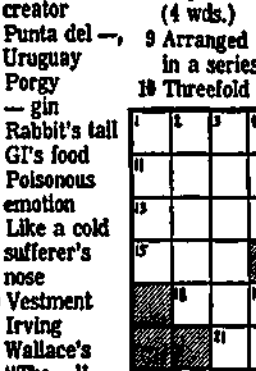 creator
Punta del —,
Uruguay
Porgy
— gin
Rabbit's tail
GI's food
Poisonous
emotion
Like a cold
sufferer's
nose
Vestment
Irving
Wallace's
"The
(4 wds.)
9 Arranged
in a series
10 Threefold
1 2 3 4
11
13
15
18
21